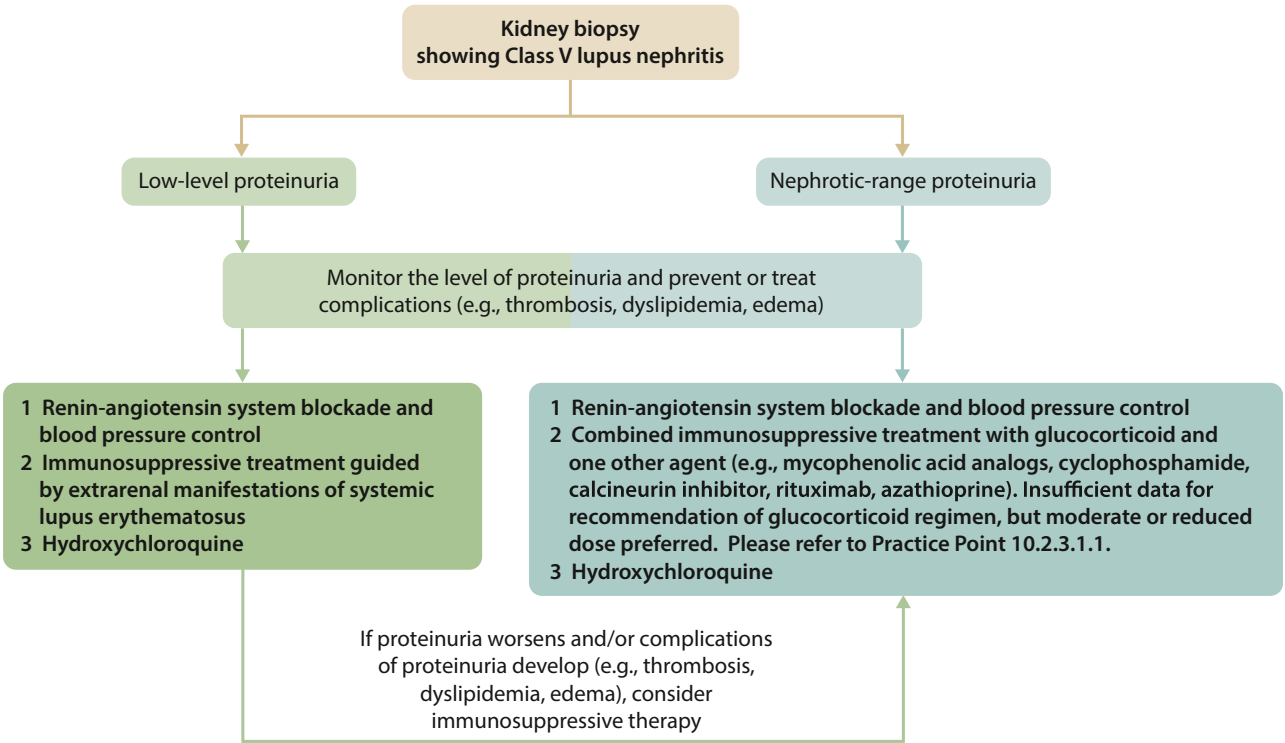 Kidney biopsy
showing Class V lupus nephritis
Low-level proteinuria
Nephrotic-range proteinuria
Monitor the level of proteinuria and prevent or treat
complications (e.g., thrombosis, dyslipidemia, edema)
1 Renin-angiotensin system blockade and
blood pressure control
2 Immunosuppressive treatment guided
by extrarenal manifestations of systemic
lupus erythematosus
3 Hydroxychloroquine
1 Renin-angiotensin system blockade and blood pressure control
2 Combined immunosuppressive treatment with glucocorticoid and
one other agent (e.g., mycophenolic acid analogs, cyclophosphamide,
calcineurin inhibitor, rituximab, azathioprine). Insufficient data for
recommendation of glucocorticoid regimen, but moderate or reduced
dose preferred. Please refer to Practice Point 10.2.3.1.1.
3 Hydroxychloroquine
If proteinuria worsens and/or complications
of proteinuria develop (e.g., thrombosis,
dyslipidemia, edema), consider
immunosuppressive therapy